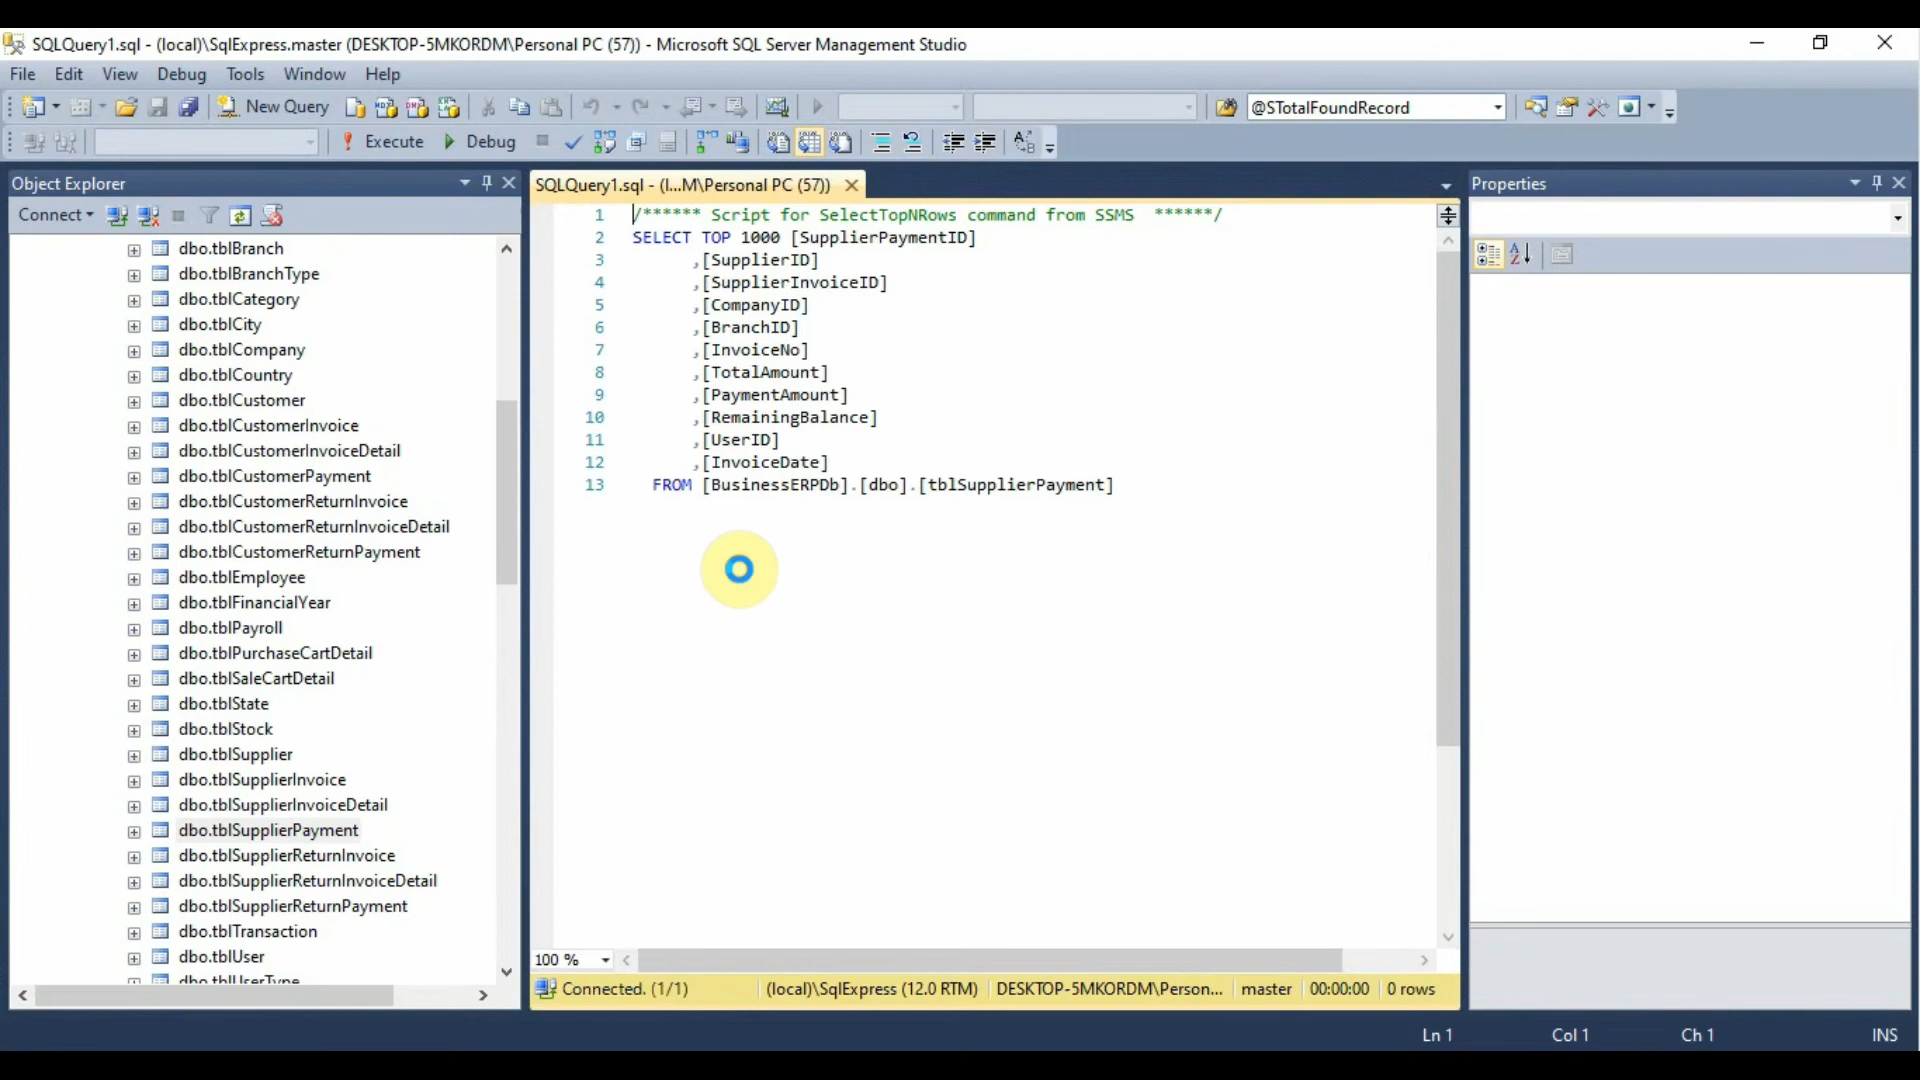 SQLQuery1.sql - (local)\SqlExpress.master (DESKTOP-5MKORDM\Personal PC (57)) - Microsoft SQL Server Management Studio
File Edit View Debug Tools Window Help
New Query @STotalFoundRecord
Execute Debug
Object Explorer
Connect
dbo.tblBranch
dbo.tblBranchType
dbo.tblCategory
dbo.tblCity
dbo.tblCompany
dbo.tblCountry
dbo.tblCustomer
dbo.tblCustomerInvoice
dbo.tblCustomerInvoiceDetail
dbo.tblCustomerPayment
dbo.tblCustomerReturnInvoice
dbo.tblCustomerReturnInvoiceDetail
dbo.tblCustomerReturnPayment
dbo.tblEmployee
dbo.tblFinancialYear
dbo.tblPayroll
dbo.tblPurchaseCartDetail
dbo.tblSaleCartDetail
dbo.tblState
dbo.tblStock
dbo.tblSupplier
dbo.tblSupplierInvoice
dbo.tblSupplierInvoiceDetail
dbo.tblSupplierPayment
dbo.tblSupplierReturnInvoice
dbo.tblSupplierReturnInvoiceDetail
dbo.tblSupplierReturnPayment
dbo.tblTransaction
dbo.tblUser
dbo.tblUserType
SQLQuery1.sql - (l...M\Personal PC (57))
1 /****** Script for SelectTopNRows command from SSMS ******/
2 SELECT TOP 1000 [SupplierPaymentID]
3 ,[SupplierID]
4 ,[SupplierInvoiceID]
5 ,[CompanyID]
6 ,[BranchID]
7 ,[InvoiceNo]
8 ,[TotalAmount]
9 ,[PaymentAmount]
10 ,[RemainingBalance]
11 ,[UserID]
12 ,[InvoiceDate]
13 FROM [BusinessERPDb].[dbo].[tblSupplierPayment]
100 %
Connected. (1/1) (local)\SqlExpress (12.0 RTM) DESKTOP-5MKORDM\Person... master 00:00:00 0 rows
Properties
Ln 1 Col 1 Ch 1 INS